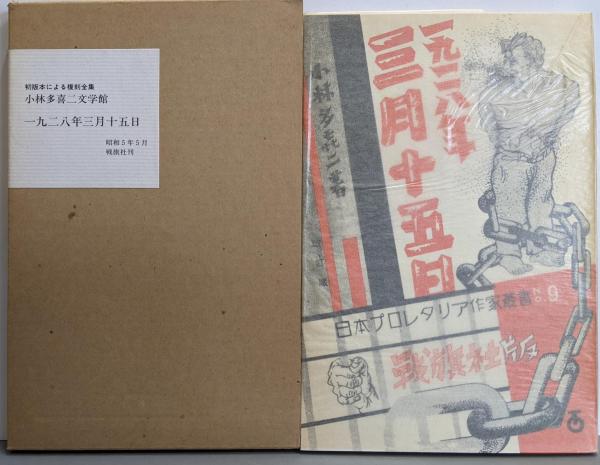 初版本による復刻全集
小林多喜二文学館
一九二八年三月十五日
昭和5年5月
戦旗社刊
一九二八年
三月十五日
小林多喜二著
日本プロレタリア作家叢書
No.9
戦旗社版